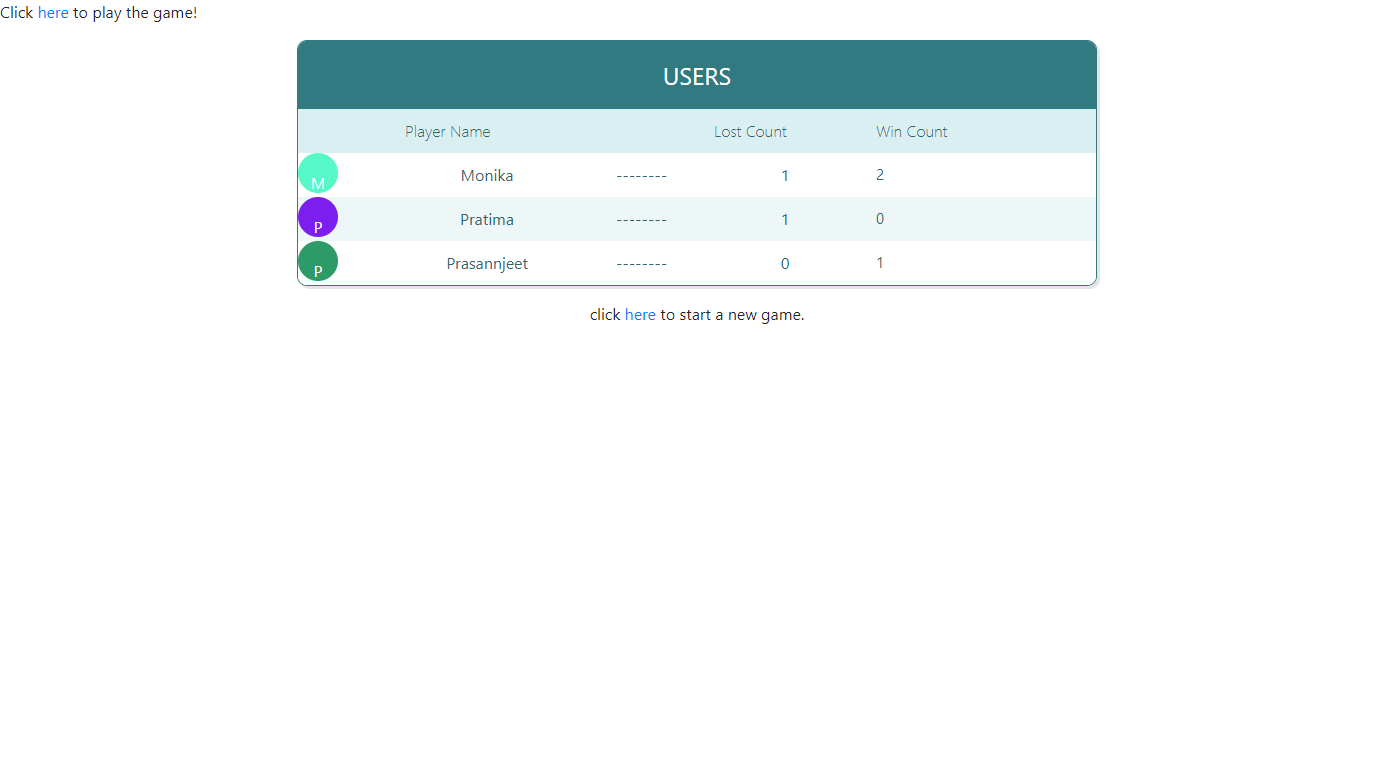 Click here to play the game!
USERS
Player Name Lost Count Win Count
M Monika -------- 1 2
P Pratima -------- 1 0
P Prasannjeet -------- 0 1
click here to start a new game.